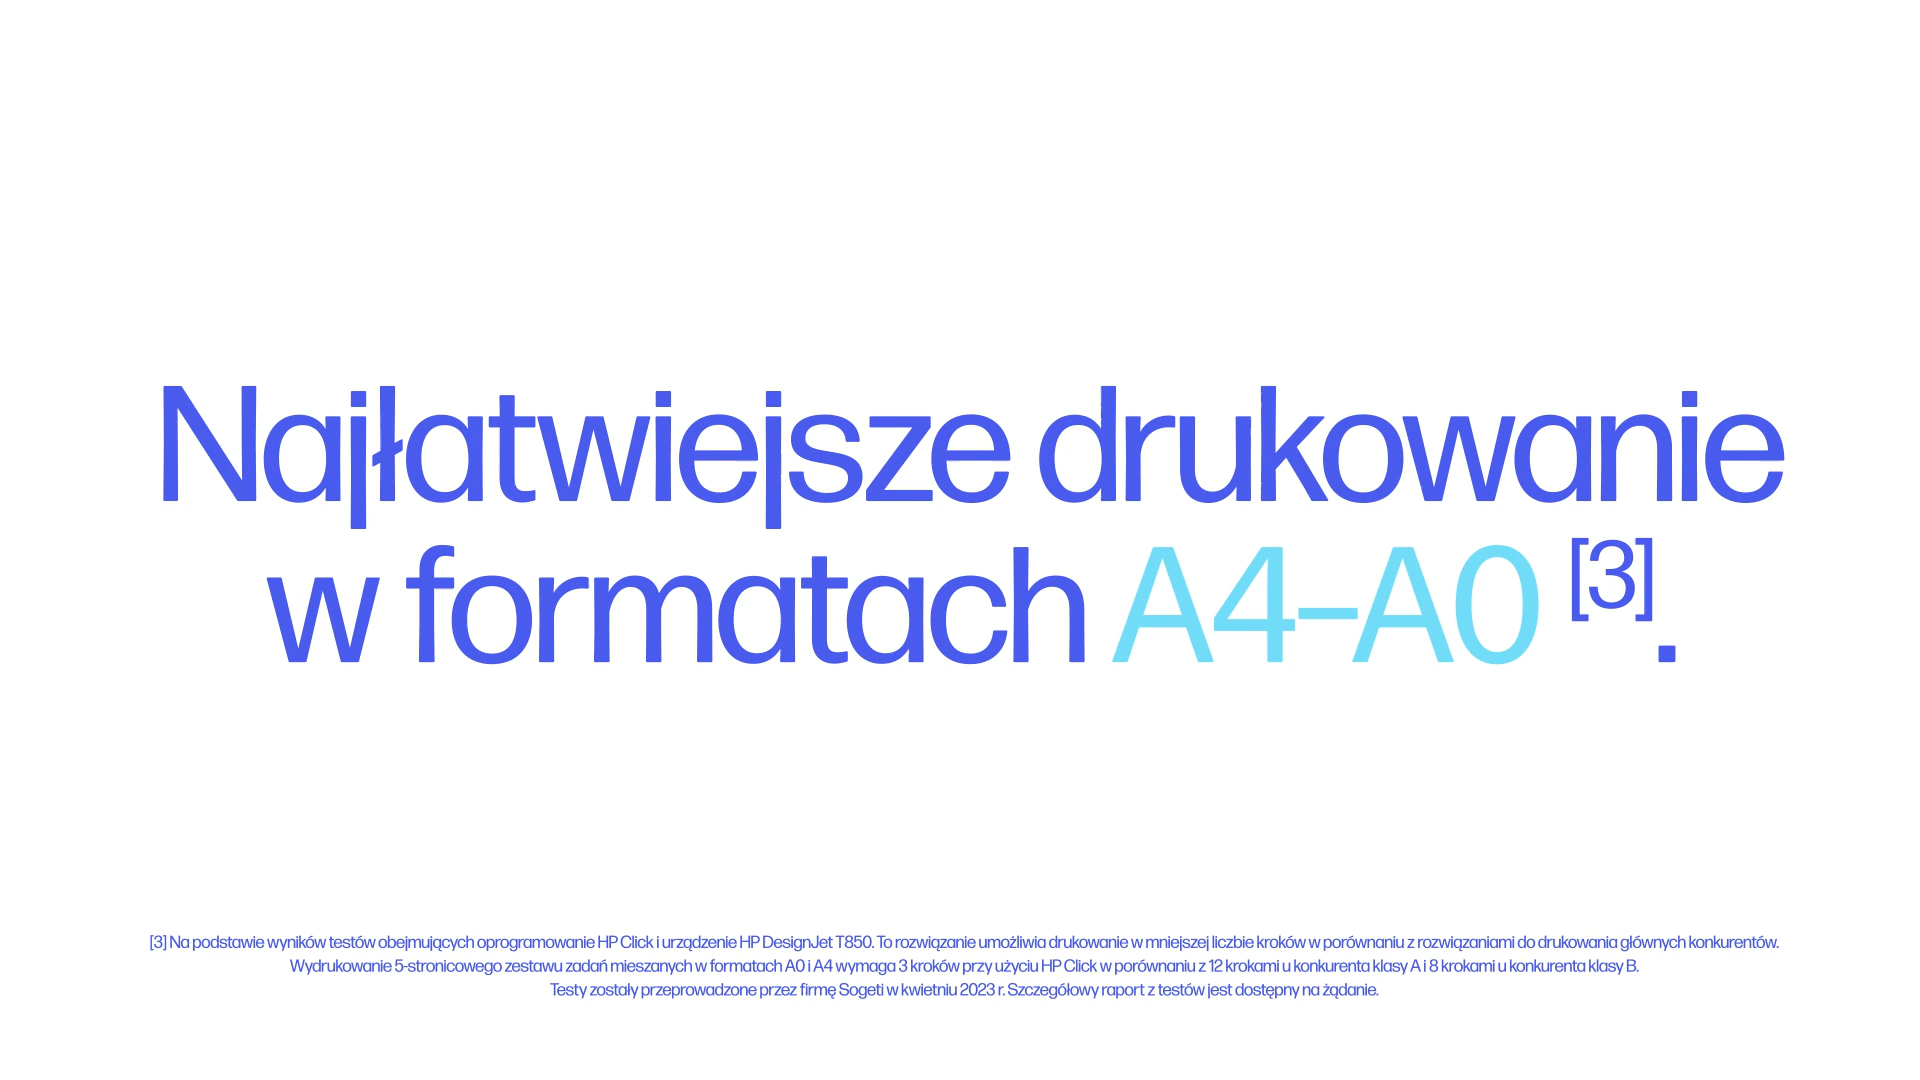 Najłatwiejsze drukowanie
w formatach A4–A0 [3].
[3] Na podstawie wyników testów obejmujących oprogramowanie HP Click i urządzenie HP DesignJet T850. To rozwiązanie umożliwia drukowanie w mniejszej liczbie kroków w porównaniu z rozwiązaniami do drukowania głównych konkurentów.
Wydrukowanie 5-stronicowego zestawu zadań mieszanych w formatach A0 i A4 wymaga 3 kroków przy użyciu HP Click w porównaniu z 12 krokami u konkurenta klasy A i 8 krokami u konkurenta klasy B.
Testy zostały przeprowadzone przez firmę Sogeti w kwietniu 2023 r. Szczegółowy raport z testów jest dostępny na żądanie.